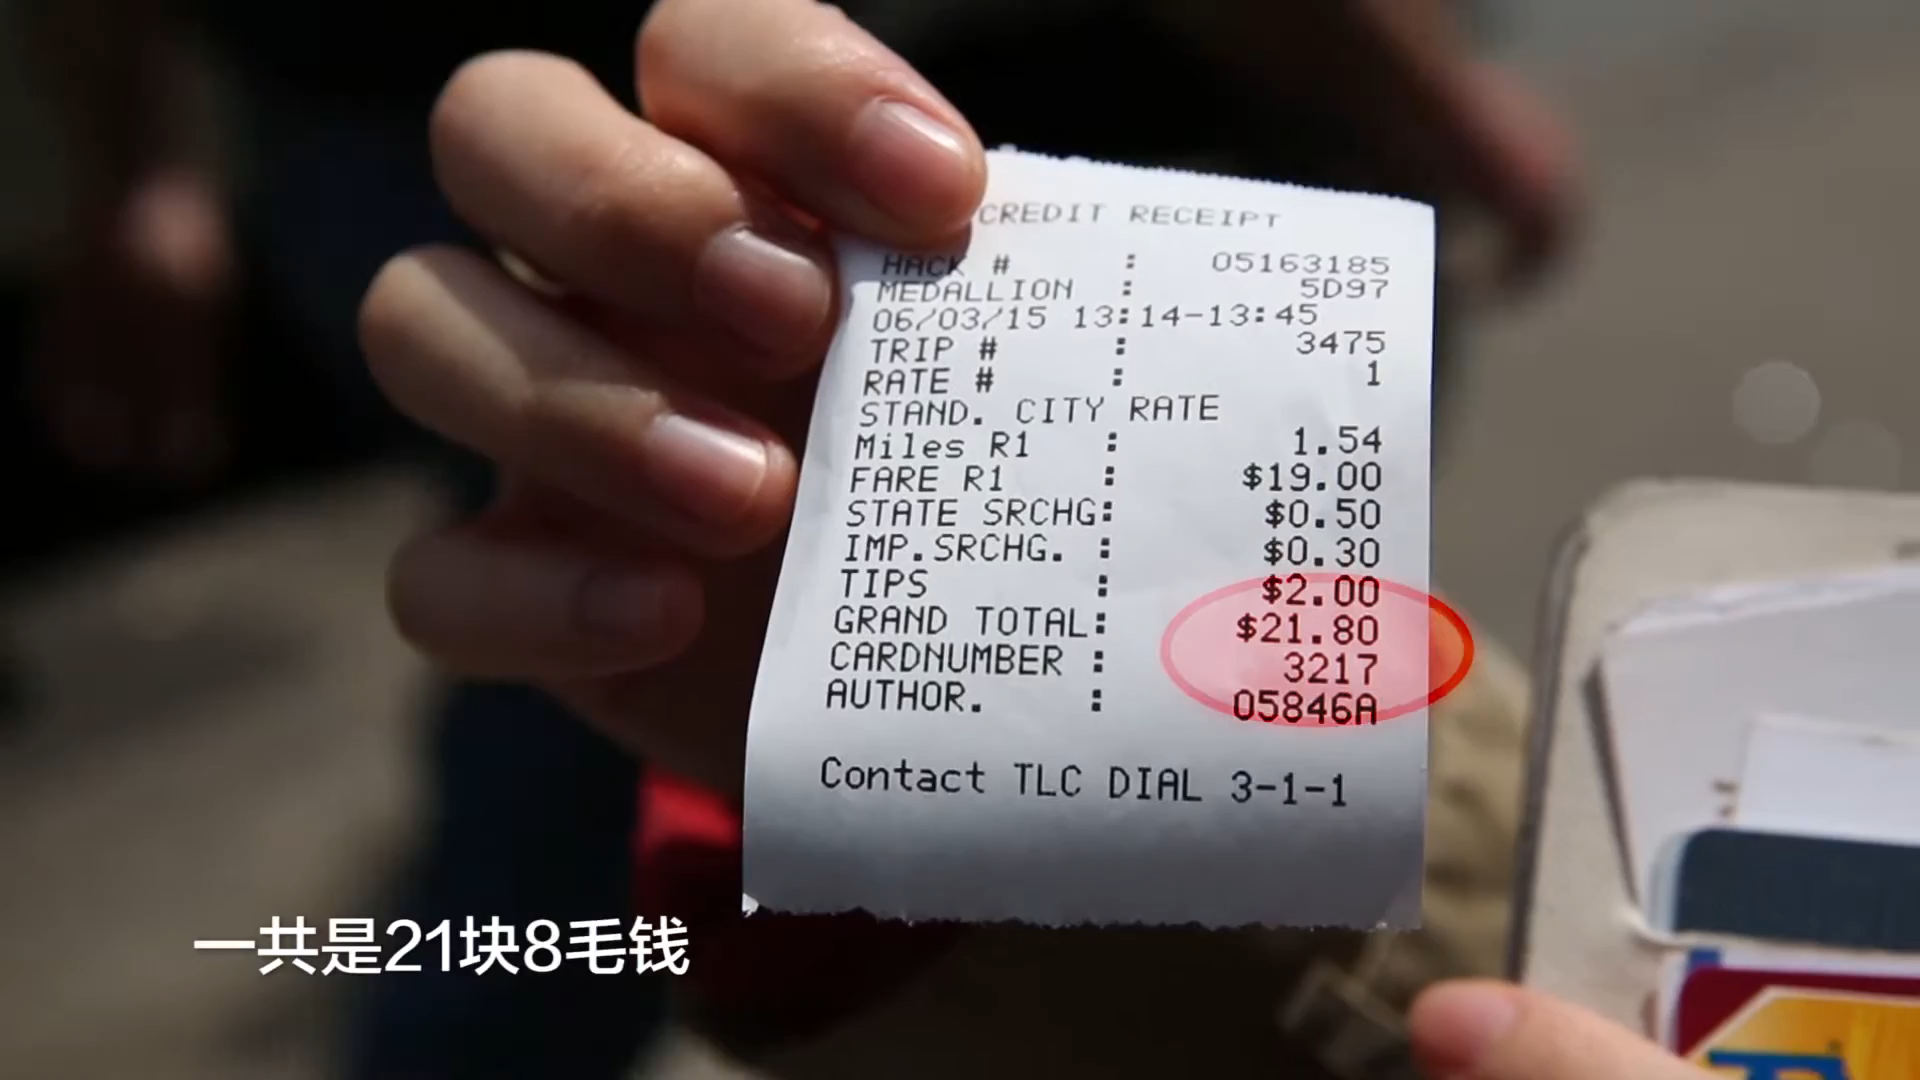 CREDIT RECEIPT
HACK # : 05163185
MEDALLION : 5D97
06/03/15 13:14-13:45
TRIP # : 3475
RATE # : 1
STAND. CITY RATE
Miles R1 : 1.54
FARE R1 : $19.00
STATE SRCHG: $0.50
IMP.SRCHG. : $0.30
TIPS : $2.00
GRAND TOTAL: $21.80
CARDNUMBER : 3217
AUTHOR. : 05846A
Contact TLC DIAL 3-1-1
一共是21块8毛钱